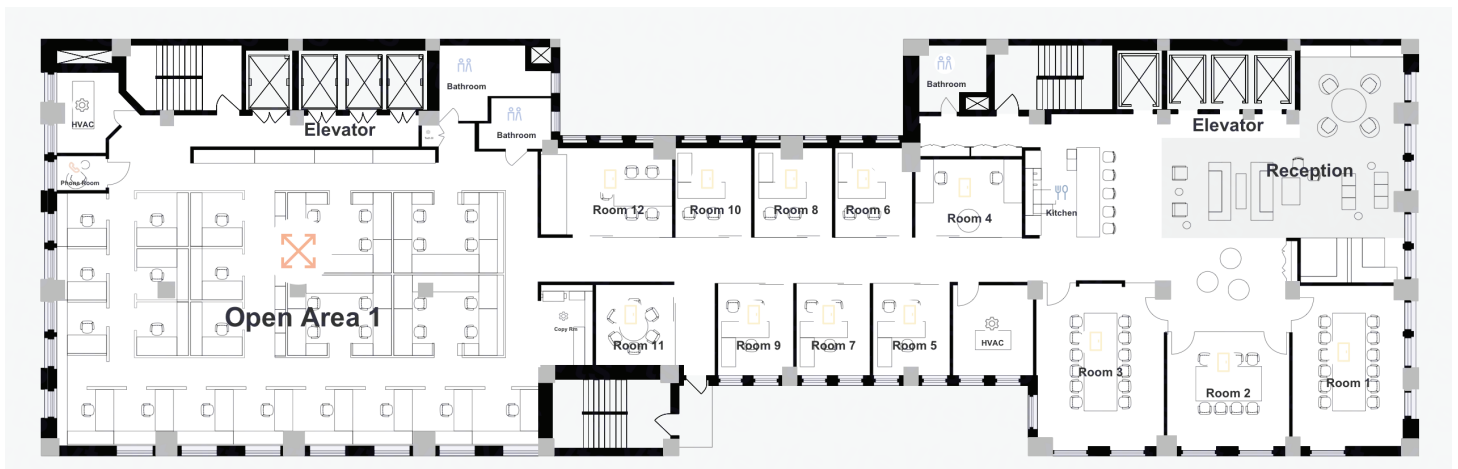 Bathroom
Bathroom
HVAC
Elevator
Elevator
Bathroom
Reception
Phone Room
Room 12
Room 10
Room 8
Room 6
Room 4
Kitchen
Open Area 1
Copy Rm
Room 11
Room 9
Room 7
Room 5
HVAC
Room 3
Room 2
Room 1